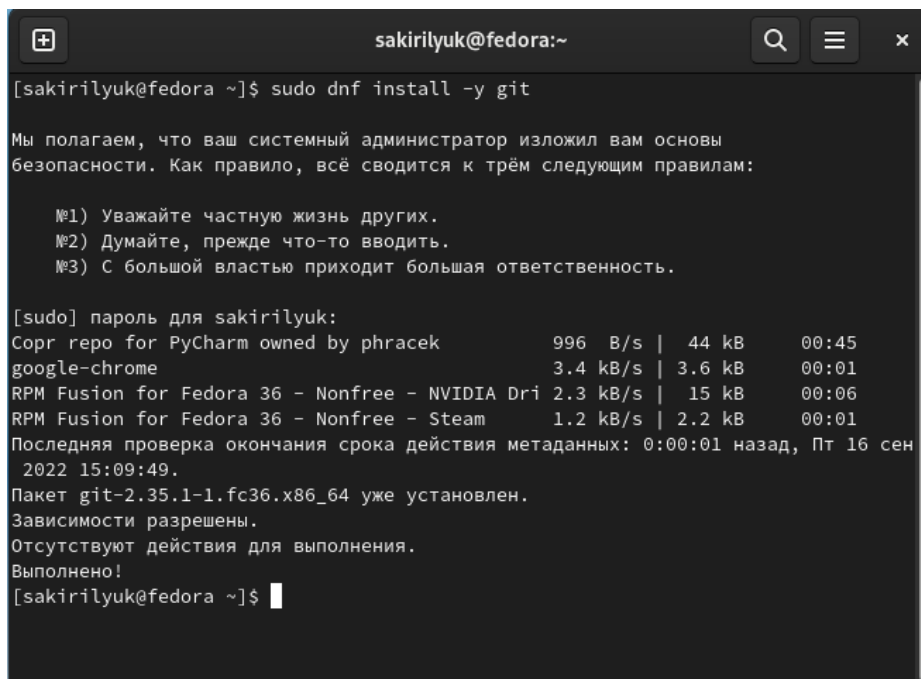 sakirilyuk@fedora:~
[sakirilyuk@fedora ~]$ sudo dnf install -y git
Мы полагаем, что ваш системный администратор изложил вам основы
безопасности. Как правило, всё сводится к трём следующим правилам:
№1) Уважайте частную жизнь других.
№2) Думайте, прежде что-то вводить.
№3) С большой властью приходит большая ответственность.
[sudo] пароль для sakirilyuk:
Copr repo for PyCharm owned by phracek 996 B/s | 44 kB 00:45
google-chrome 3.4 kB/s | 3.6 kB 00:01
RPM Fusion for Fedora 36 - Nonfree - NVIDIA Dri 2.3 kB/s | 15 kB 00:06
RPM Fusion for Fedora 36 - Nonfree - Steam 1.2 kB/s | 2.2 kB 00:01
Последняя проверка окончания срока действия метаданных: 0:00:01 назад, Пт 16 сен
2022 15:09:49.
Пакет git-2.35.1-1.fc36.x86_64 уже установлен.
Зависимости разрешены.
Отсутствуют действия для выполнения.
Выполнено!
[sakirilyuk@fedora ~]$